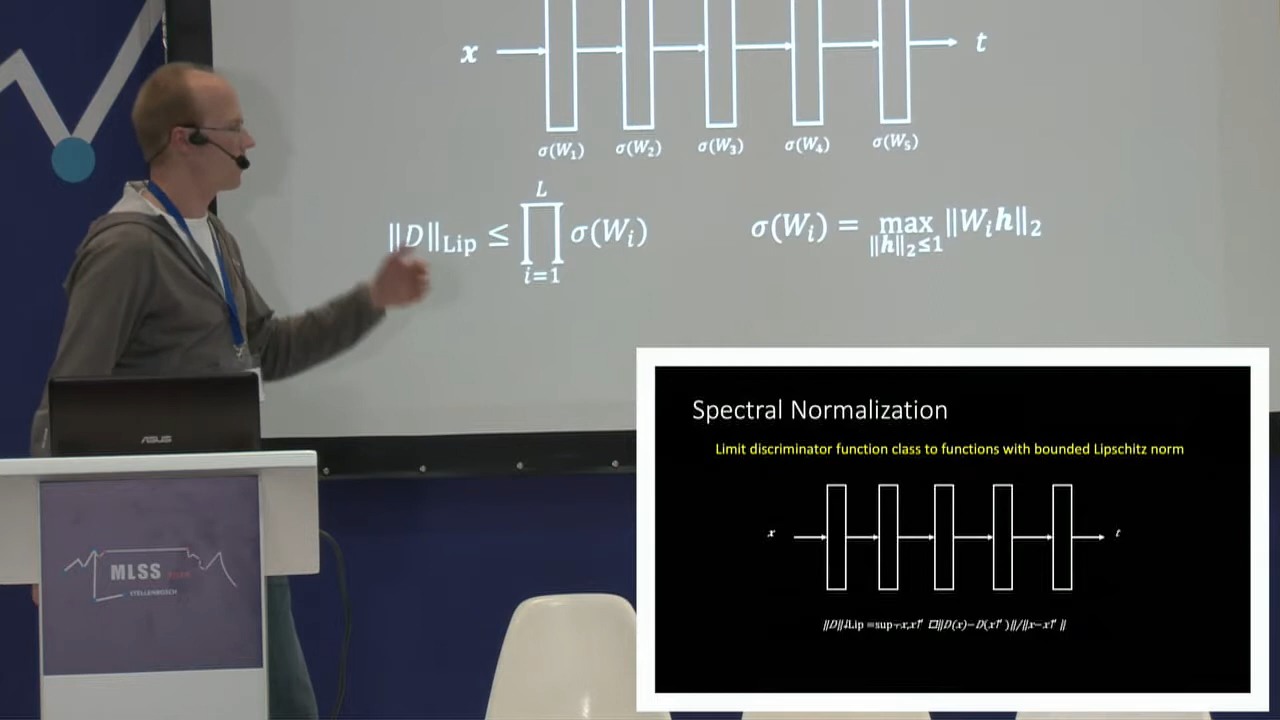 x t
σ(W₁) σ(W₂) σ(W₃) σ(W₄) σ(W₅)
‖D‖Lip ≤ ∏ᵢ₌₁ᴸ σ(Wᵢ) σ(Wᵢ) = max‖h‖₂≤1 ‖Wᵢh‖₂
ASUS
MLSS
STELLENBOSCH
Spectral Normalization
Limit discriminator function class to functions with bounded Lipschitz norm
x t